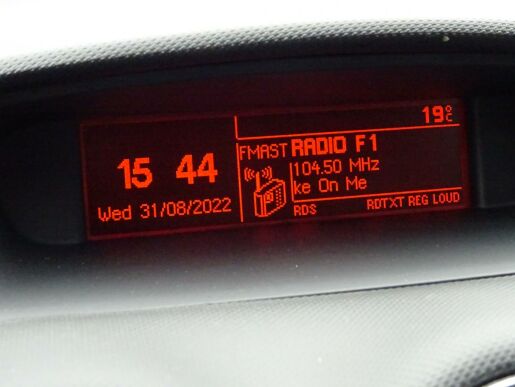 19°C
15 44
Wed 31/08/2022
FMAST RADIO F1
104.50 MHz
ke On Me
RDS RDTXT REG LOUD